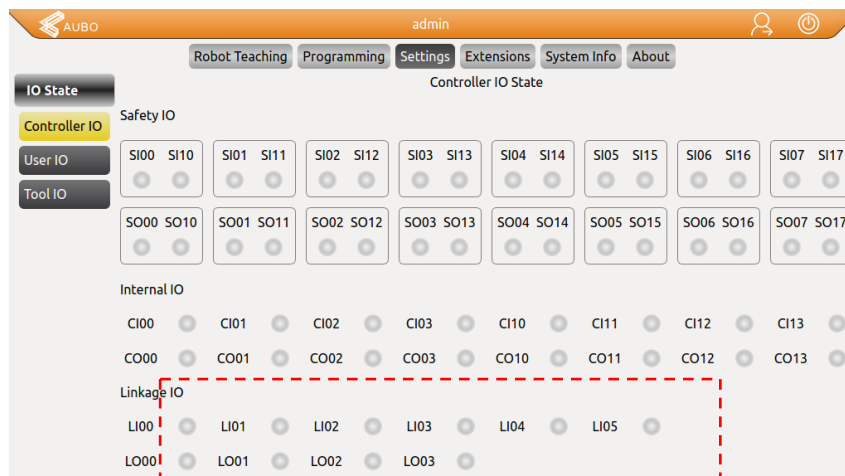 AUBO admin
Robot Teaching Programming Settings Extensions System Info About
Controller IO State
IO State
Controller IO
User IO
Tool IO
Safety IO
SI00 SI10 SI01 SI11 SI02 SI12 SI03 SI13 SI04 SI14 SI05 SI15 SI06 SI16 SI07 SI17
SO00 SO10 SO01 SO11 SO02 SO12 SO03 SO13 SO04 SO14 SO05 SO15 SO06 SO16 SO07 SO17
Internal IO
CI00 CI01 CI02 CI03 CI10 CI11 CI12 CI13
CO00 CO01 CO02 CO03 CO10 CO11 CO12 CO13
Linkage IO
LI00 LI01 LI02 LI03 LI04 LI05
LO00 LO01 LO02 LO03